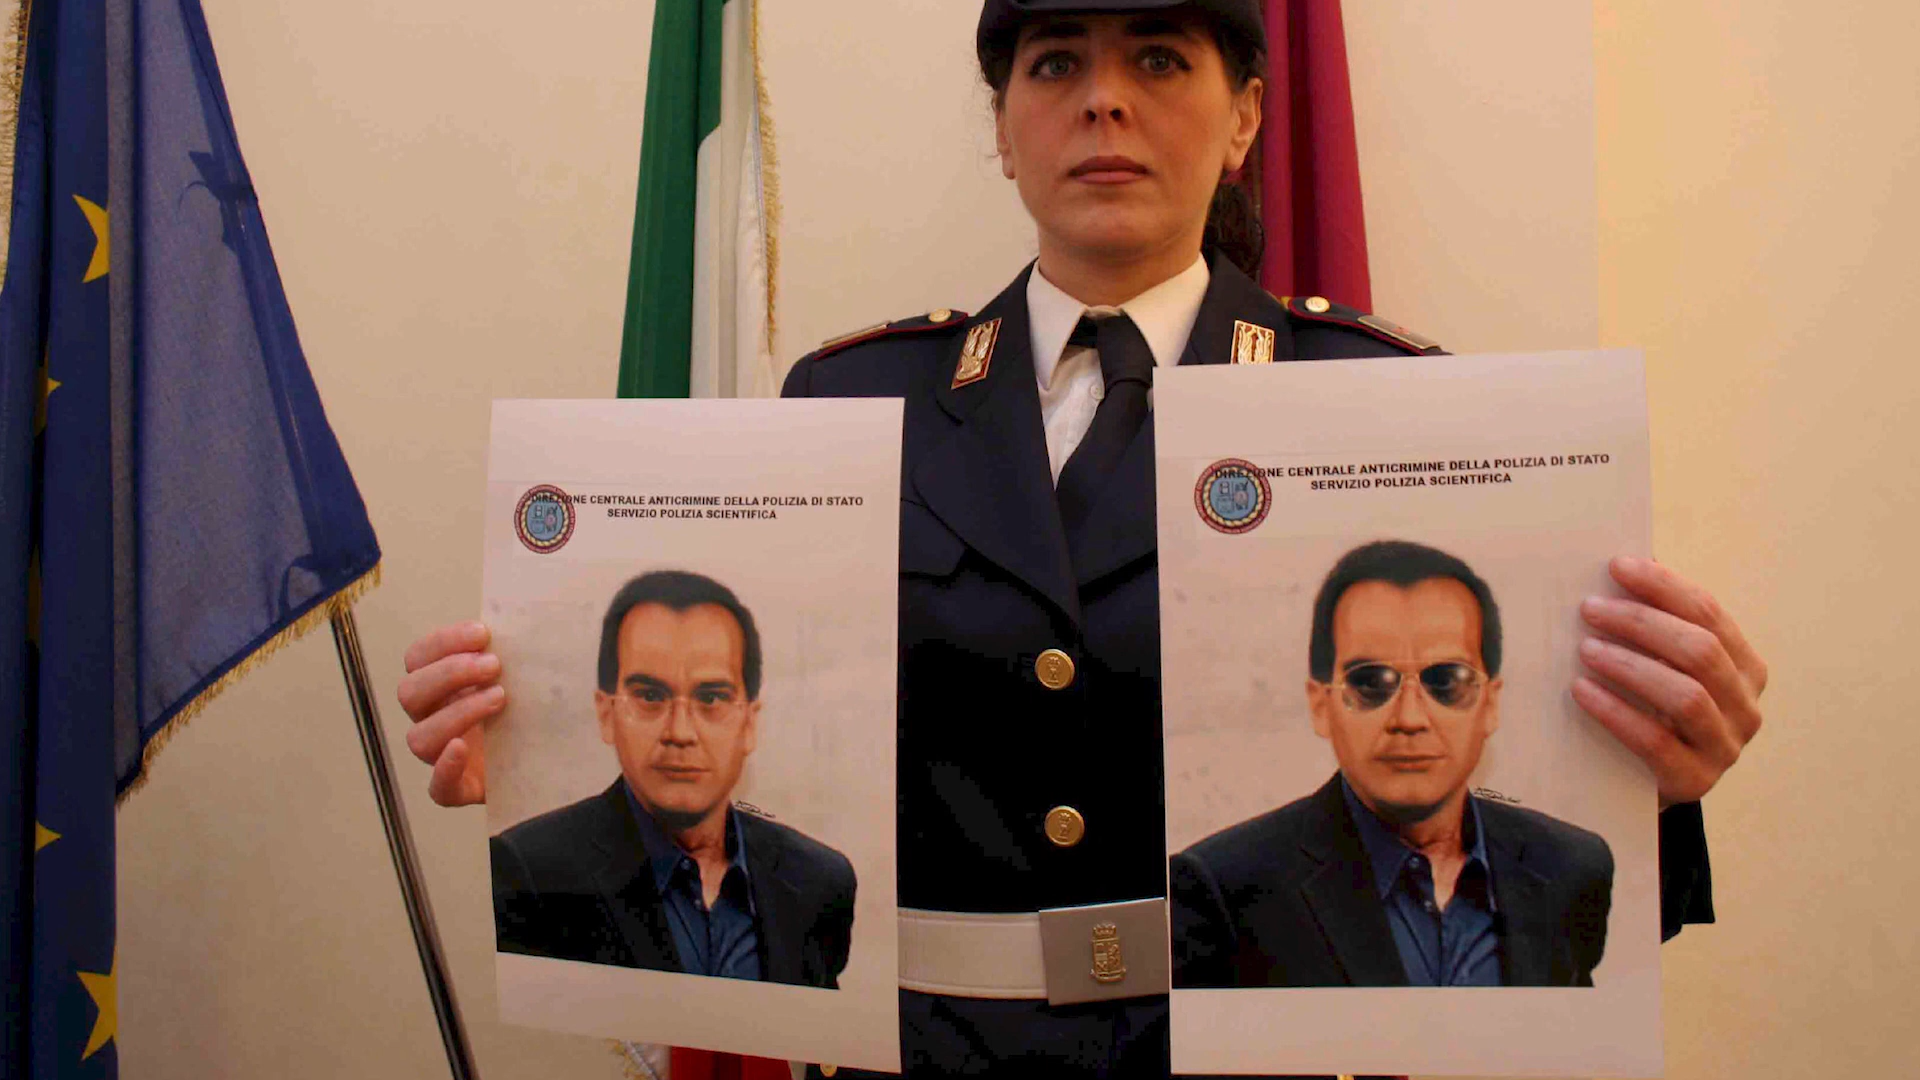 DIREZIONE CENTRALE ANTICRIMINE DELLA POLIZIA DI STATO
SERVIZIO POLIZIA SCIENTIFICA
DIREZIONE CENTRALE ANTICRIMINE DELLA POLIZIA DI STATO
SERVIZIO POLIZIA SCIENTIFICA